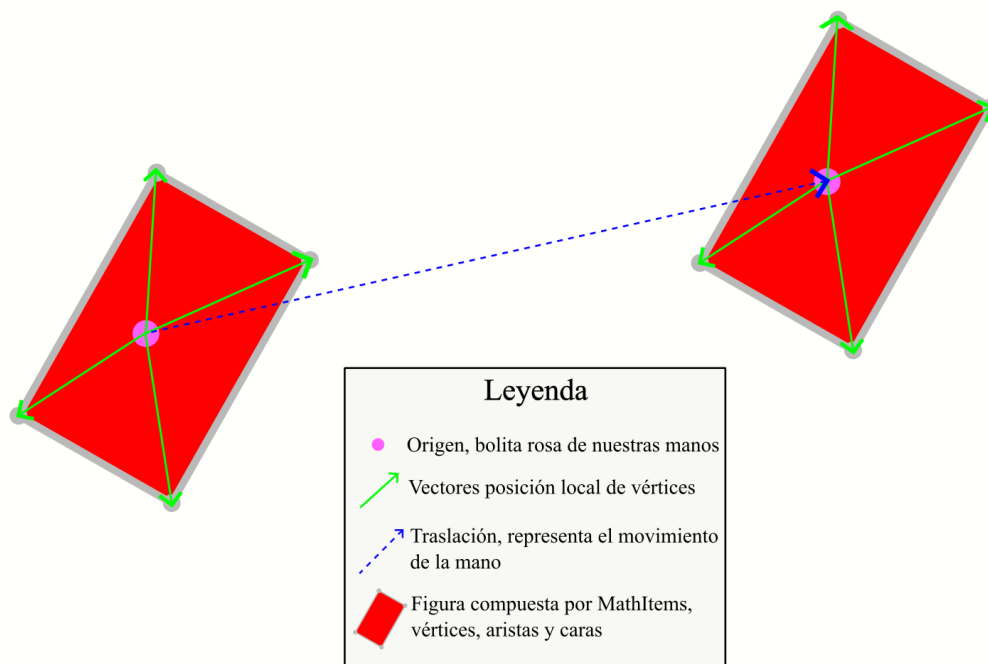 Leyenda
Origen, bolita rosa de nuestras manos
Vectores posición local de vértices
Traslación, representa el movimiento
de la mano
Figura compuesta por MathItems,
vértices, aristas y caras